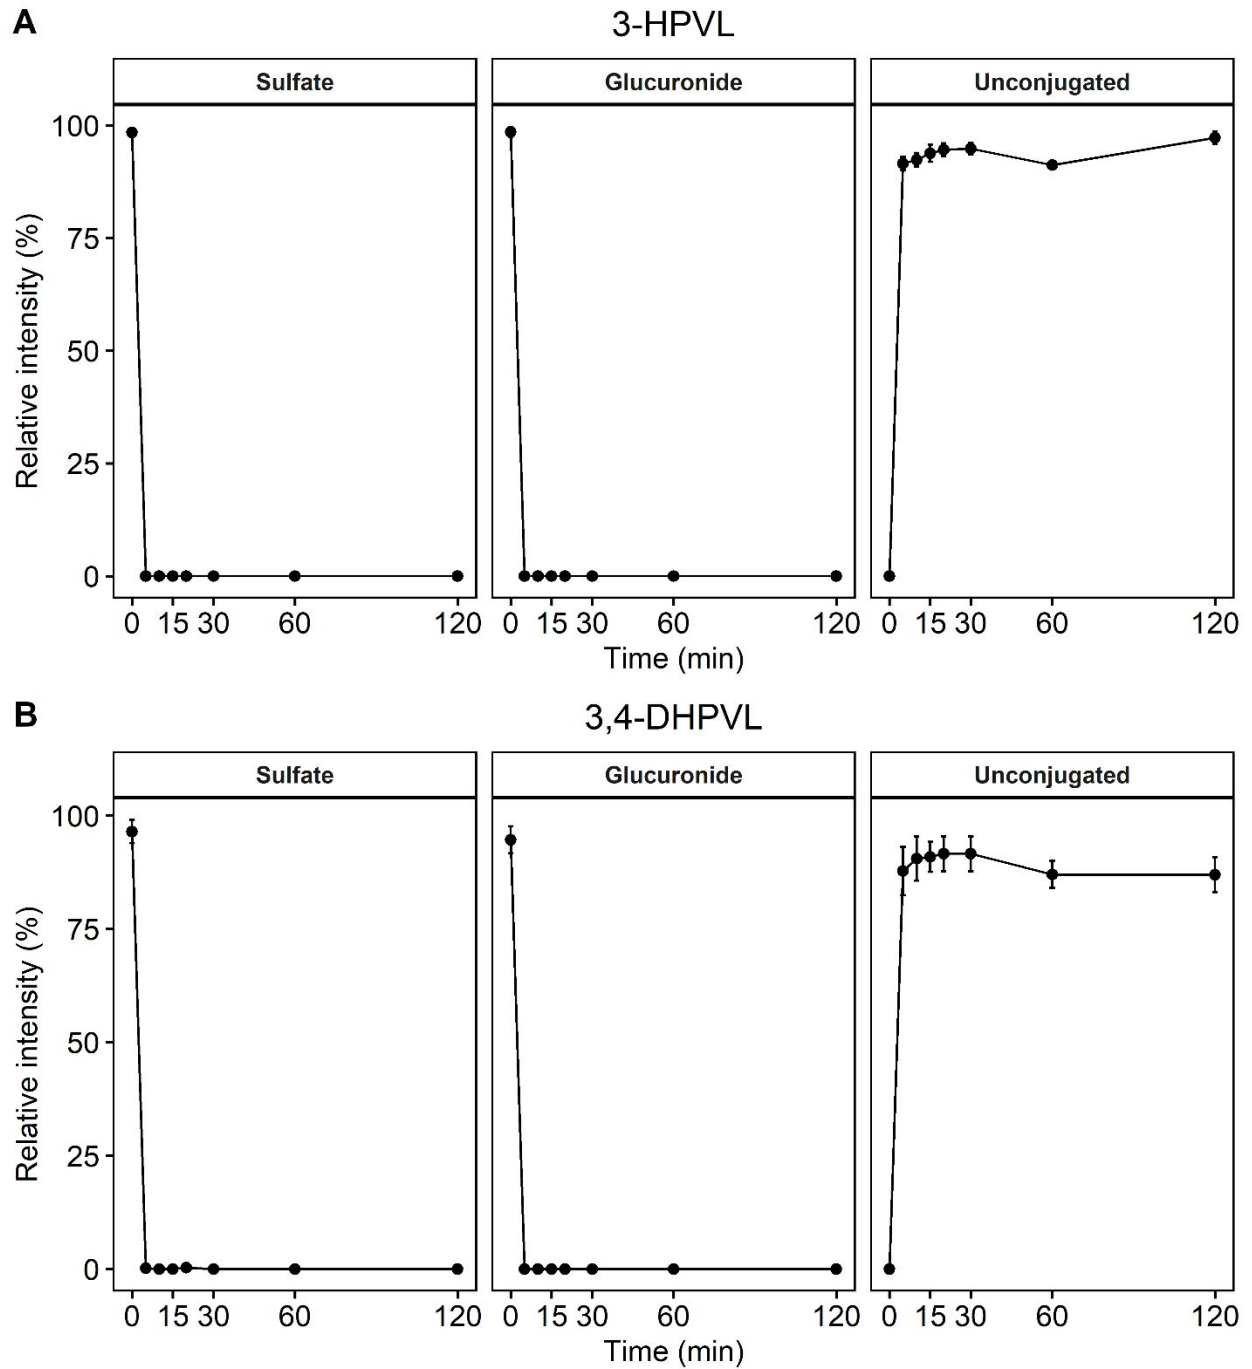 A
3-HPVL
Sulfate
Glucuronide
Unconjugated
Relative intensity (%)
100
75
50
25
0
0 15 30 60 120
0 15 30 60 120
0 15 30 60 120
Time (min)
B
3,4-DHPVL
Sulfate
Glucuronide
Unconjugated
Relative intensity (%)
100
75
50
25
0
0 15 30 60 120
0 15 30 60 120
0 15 30 60 120
Time (min)